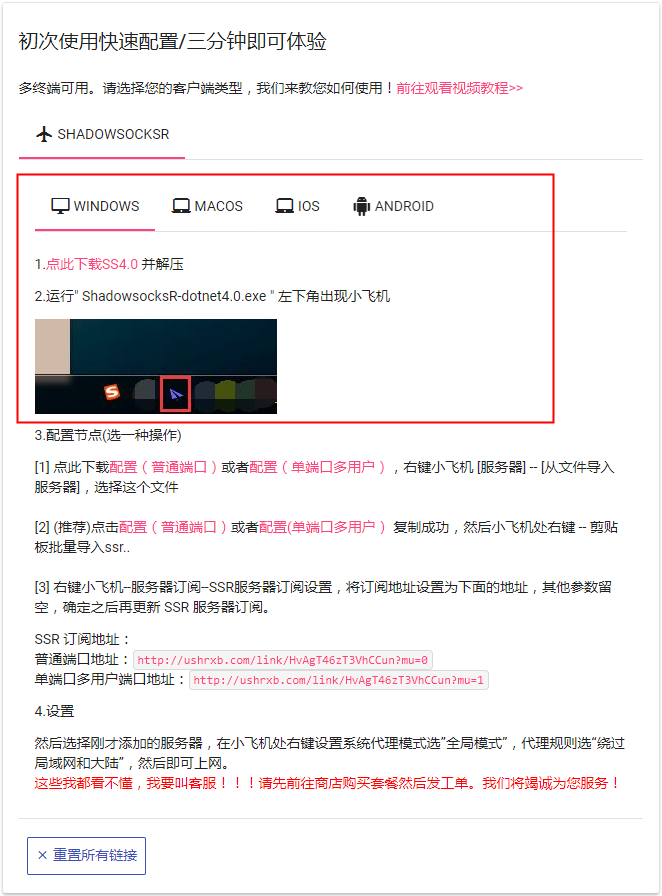 初次使用快速配置/三分钟即可体验
多终端可用。请选择您的客户端类型，我们来教您如何使用！前往观看视频教程>>
SHADOWSOCKSR
WINDOWS MACOS IOS ANDROID
1.点此下载SS4.0 并解压
2.运行" ShadowsocksR-dotnet4.0.exe " 左下角出现小飞机
S
3.配置节点(选一种操作)
[1] 点此下载配置（普通端口）或者配置（单端口多用户），右键小飞机 [服务器] -- [从文件导入
服务器]，选择这个文件
[2] (推荐)点击配置（普通端口）或者配置(单端口多用户） 复制成功，然后小飞机处右键 -- 剪贴
板批量导入ssr..
[3] 右键小飞机--服务器订阅--SSR服务器订阅设置，将订阅地址设置为下面的地址，其他参数留
空，确定之后再更新 SSR 服务器订阅。
SSR 订阅地址：
普通端口地址：http://ushrxb.com/link/HvAgT46zT3VhCCun?mu=0
单端口多用户端口地址：http://ushrxb.com/link/HvAgT46zT3VhCCun?mu=1
4.设置
然后选择刚才添加的服务器，在小飞机处右键设置系统代理模式选"全局模式"，代理规则选“绕过
局域网和大陆”，然后即可上网。
这些我都看不懂，我要叫客服！！！请先前往商店购买套餐然后发工单。我们将竭诚为您服务！
× 重置所有链接